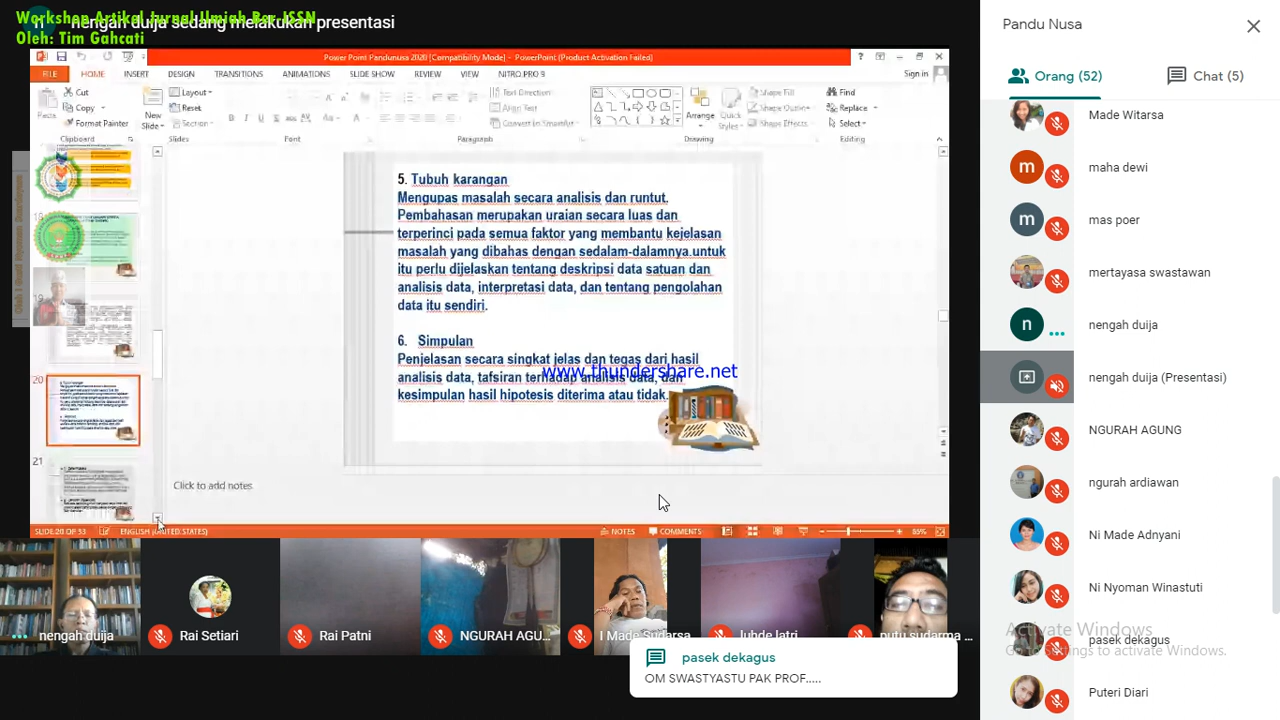 Workshop Artikel Jurnal Ilmiah Ber-ISSN
Oleh: Tim Gahcati
n nengah duija sedang melakukan presentasi
Power Point Pandunusa 2020 [Compatibility Mode] - PowerPoint (Product Activation Failed)
FILE HOME INSERT DESIGN TRANSITIONS ANIMATIONS SLIDE SHOW REVIEW VIEW NITRO PRO 9 Sign in
Cut
Copy
Format Painter
Paste
Clipboard
New Slide
Layout
Reset
Section
Slides
Font
Text Direction
Align Text
Convert to SmartArt
Paragraph
Arrange
Quick Styles
Shape Fill
Shape Outline
Shape Effects
Drawing
Find
Replace
Select
Editing
19
20
21
5. Tubuh karangan
Mengupas masalah secara analisis dan runtut.
Pembahasan merupakan uraian secara luas dan
terperinci pada semua faktor yang membantu kejelasan
masalah yang dibahas dengan sedalam-dalamnya.untuk
itu perlu dijelaskan tentang deskripsi data satuan dan
analisis data, interpretasi data, dan tentang pengolahan
data itu sendiri.
6. Simpulan
Penjelasan secara singkat jelas dan tegas dari hasil
analisis data, tafsiran terhadap analisis data, dan
kesimpulan hasil hipotesis diterima atau tidak.
www.thundershare.net
Click to add notes
SLIDE 20 OF 33 ENGLISH (UNITED STATES) NOTES COMMENTS 85%
nengah duija
Rai Setiari
Rai Patni
NGURAH AGU...
I Made Sudarsa
luhde latri
putu sudarma ...
pasek dekagus
OM SWASTYASTU PAK PROF.....
Pandu Nusa
Orang (52) Chat (5)
Made Witarsa
m maha dewi
m mas poer
mertayasa swastawan
n nengah duija
nengah duija (Presentasi)
NGURAH AGUNG
ngurah ardiawan
Ni Made Adnyani
Ni Nyoman Winastuti
Activate Windows
pasek dekagus
Go to Settings to activate Windows.
Puteri Diari